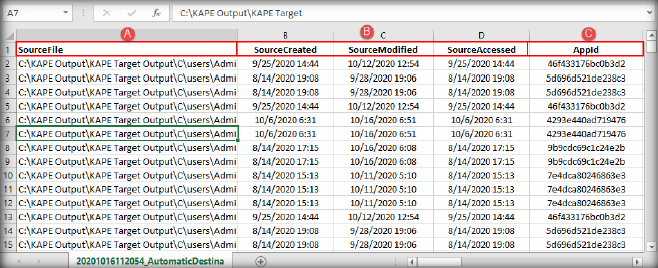 A7 C:\KAPE Output\KAPE Target
A B C
A B C D E
1 SourceFile SourceCreated SourceModified SourceAccessed AppId
2 C:\KAPE Output\KAPE Target Output\C\users\Admi 9/25/2020 14:44 10/12/2020 12:54 9/25/2020 14:44 46f433176bc0b3d2
3 C:\KAPE Output\KAPE Target Output\C\users\Admi 8/14/2020 19:08 9/28/2020 19:06 8/14/2020 19:08 5d696d521de238c3
4 C:\KAPE Output\KAPE Target Output\C\users\Admi 8/14/2020 19:08 9/28/2020 19:06 8/14/2020 19:08 5d696d521de238c3
5 C:\KAPE Output\KAPE Target Output\C\users\Admi 9/25/2020 14:44 10/12/2020 12:54 9/25/2020 14:44 46f433176bc0b3d2
6 C:\KAPE Output\KAPE Target Output\C\users\Admi 10/6/2020 6:31 10/16/2020 6:51 10/6/2020 6:31 4293e440ad719476
7 C:\KAPE Output\KAPE Target Output\C\users\Admi 10/6/2020 6:31 10/16/2020 6:51 10/6/2020 6:31 4293e440ad719476
8 C:\KAPE Output\KAPE Target Output\C\users\Admi 8/14/2020 17:15 10/16/2020 6:08 8/14/2020 17:15 9b9cdc69c1c24e2b
9 C:\KAPE Output\KAPE Target Output\C\users\Admi 8/14/2020 17:15 10/16/2020 6:08 8/14/2020 17:15 9b9cdc69c1c24e2b
10 C:\KAPE Output\KAPE Target Output\C\users\Admi 8/14/2020 15:13 10/11/2020 5:10 8/14/2020 15:13 7e4dca80246863e3
11 C:\KAPE Output\KAPE Target Output\C\users\Admi 8/14/2020 15:13 10/11/2020 5:10 8/14/2020 15:13 7e4dca80246863e3
12 C:\KAPE Output\KAPE Target Output\C\users\Admi 8/14/2020 15:13 10/11/2020 5:10 8/14/2020 15:13 7e4dca80246863e3
13 C:\KAPE Output\KAPE Target Output\C\users\Admi 9/25/2020 14:44 10/12/2020 12:54 9/25/2020 14:44 46f433176bc0b3d2
14 C:\KAPE Output\KAPE Target Output\C\users\Admi 8/14/2020 19:08 9/28/2020 19:06 8/14/2020 19:08 5d696d521de238c3
15 C:\KAPE Output\KAPE Target Output\C\users\Admi 8/14/2020 19:08 9/28/2020 19:06 8/14/2020 19:08 5d696d521de238c3
20201016112054_AutomaticDestina